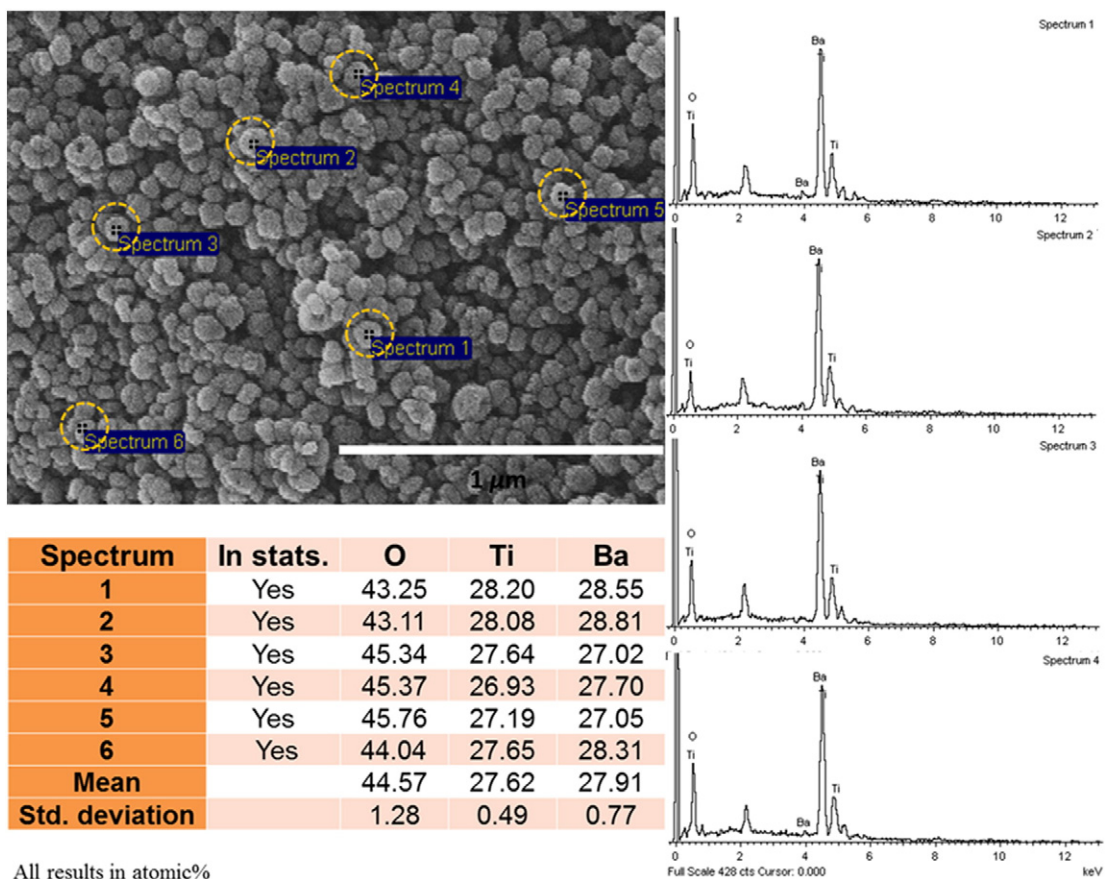 Spectrum 4
Spectrum 2
Spectrum 5
Spectrum 3
Spectrum 1
Spectrum 6
1 μm
Spectrum In stats. O Ti Ba
1 Yes 43.25 28.20 28.55
2 Yes 43.11 28.08 28.81
3 Yes 45.34 27.64 27.02
4 Yes 45.37 26.93 27.70
5 Yes 45.76 27.19 27.05
6 Yes 44.04 27.65 28.31
Mean 44.57 27.62 27.91
Std. deviation 1.28 0.49 0.77
All results in atomic%
Spectrum 1
Ba
O
Ti
Ti
Ba
0 2 4 6 8 10 12
Spectrum 2
Ba
O
Ti
Ti
0 2 4 6 8 10 12
Spectrum 3
Ba
Ti
O
Ti
Ti
0 2 4 6 8 10 12
Spectrum 4
Ba
Ti
O
Ti
Ti
Ba
0 2 4 6 8 10 12
Full Scale 428 cts Cursor: 0.000 keV